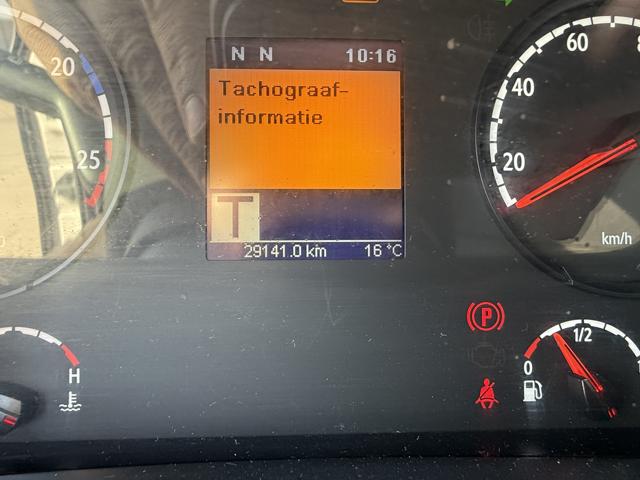 N N 10:16
Tachograaf-
informatie
T
29141.0 km 16 °C
20
25
60
40
20
km/h
P
H
0
1/2